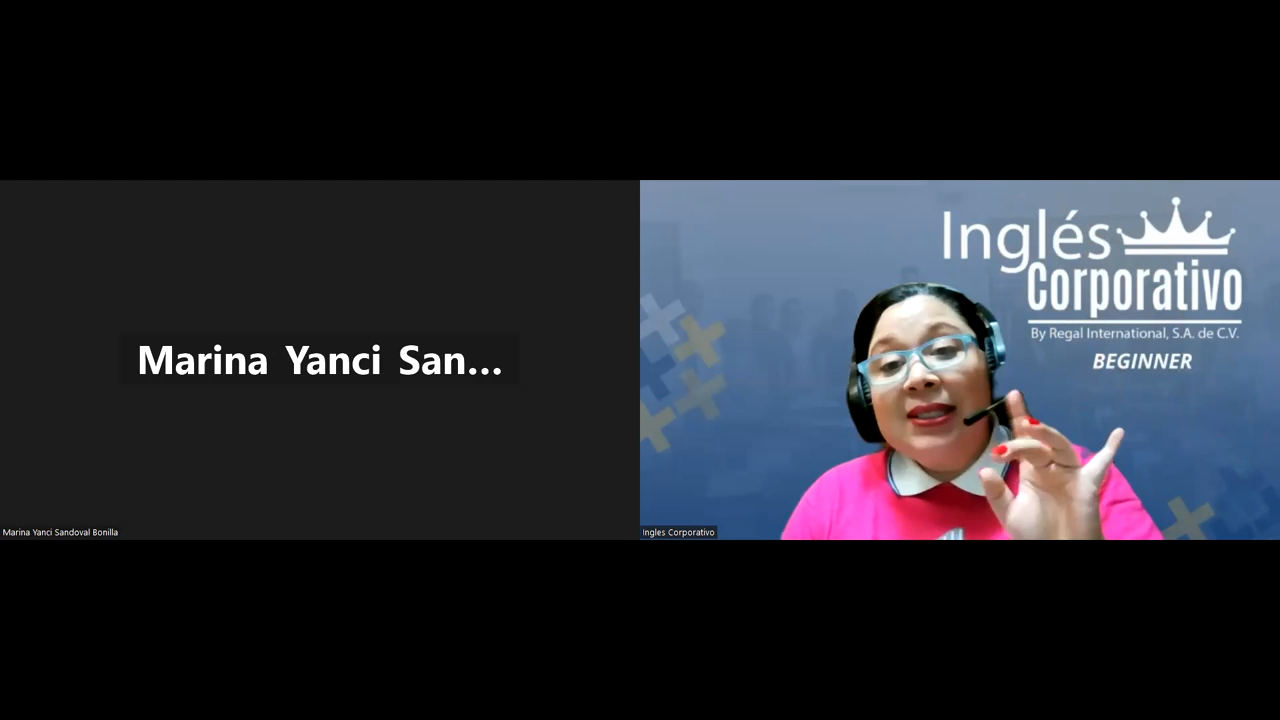 Marina Yanci San...
Marina Yanci Sandoval Bonilla
Inglés
Corporativo
By Regal International, S.A. de C.V.
BEGINNER
Ingles Corporativo